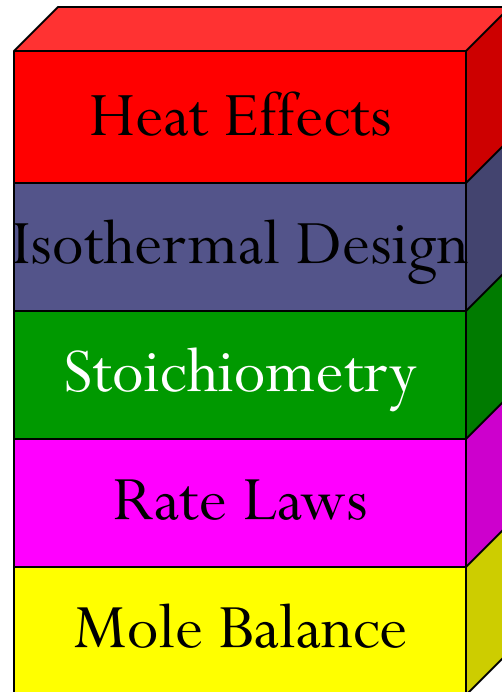 Heat Effects
Isothermal Design
Stoichiometry
Rate Laws
Mole Balance